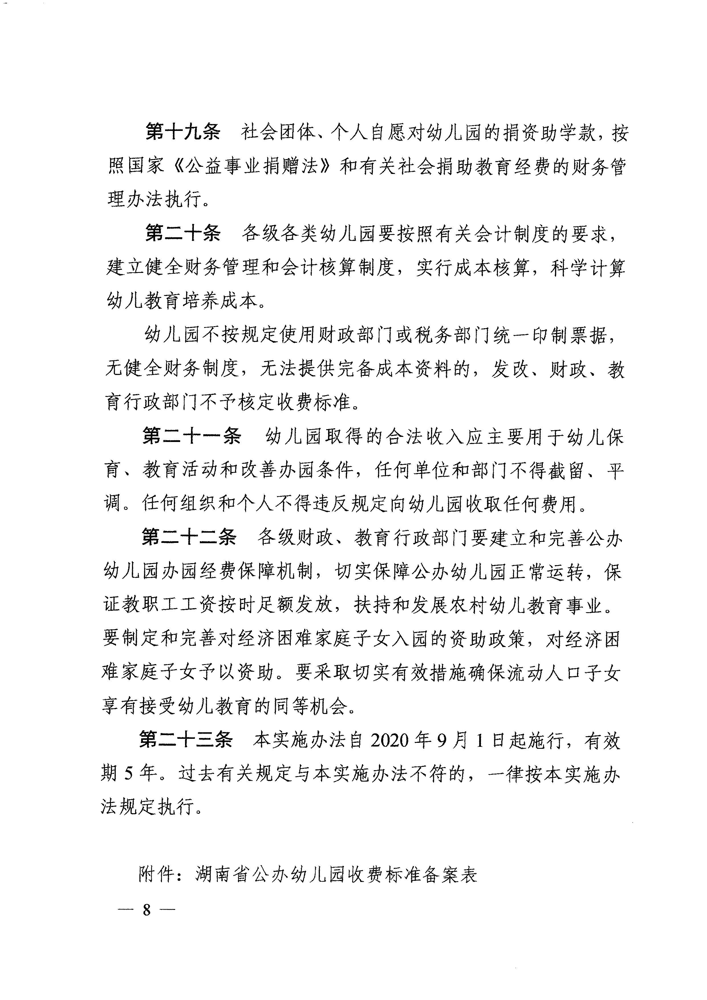 第十九条　社会团体、个人自愿对幼儿园的捐资助学款，按
照国家《公益事业捐赠法》和有关社会捐助教育经费的财务管
理办法执行。
第二十条　各级各类幼儿园要按照有关会计制度的要求，
建立健全财务管理和会计核算制度，实行成本核算，科学计算
幼儿教育培养成本。
幼儿园不按规定使用财政部门或税务部门统一印制票据，
无健全财务制度，无法提供完备成本资料的，发改、财政、教
育行政部门不予核定收费标准。
第二十一条　幼儿园取得的合法收入应主要用于幼儿保
育、教育活动和改善办园条件，任何单位和部门不得截留、平
调。任何组织和个人不得违反规定向幼儿园收取任何费用。
第二十二条　各级财政、教育行政部门要建立和完善公办
幼儿园办园经费保障机制，切实保障公办幼儿园正常运转，保
证教职工工资按时足额发放，扶持和发展农村幼儿教育事业。
要制定和完善对经济困难家庭子女入园的资助政策，对经济困
难家庭子女予以资助。要采取切实有效措施确保流动人口子女
享有接受幼儿教育的同等机会。
第二十三条　本实施办法自 2020 年 9 月 1 日起施行，有效
期 5 年。过去有关规定与本实施办法不符的，一律按本实施办
法规定执行。
附件：湖南省公办幼儿园收费标准备案表
— 8 —